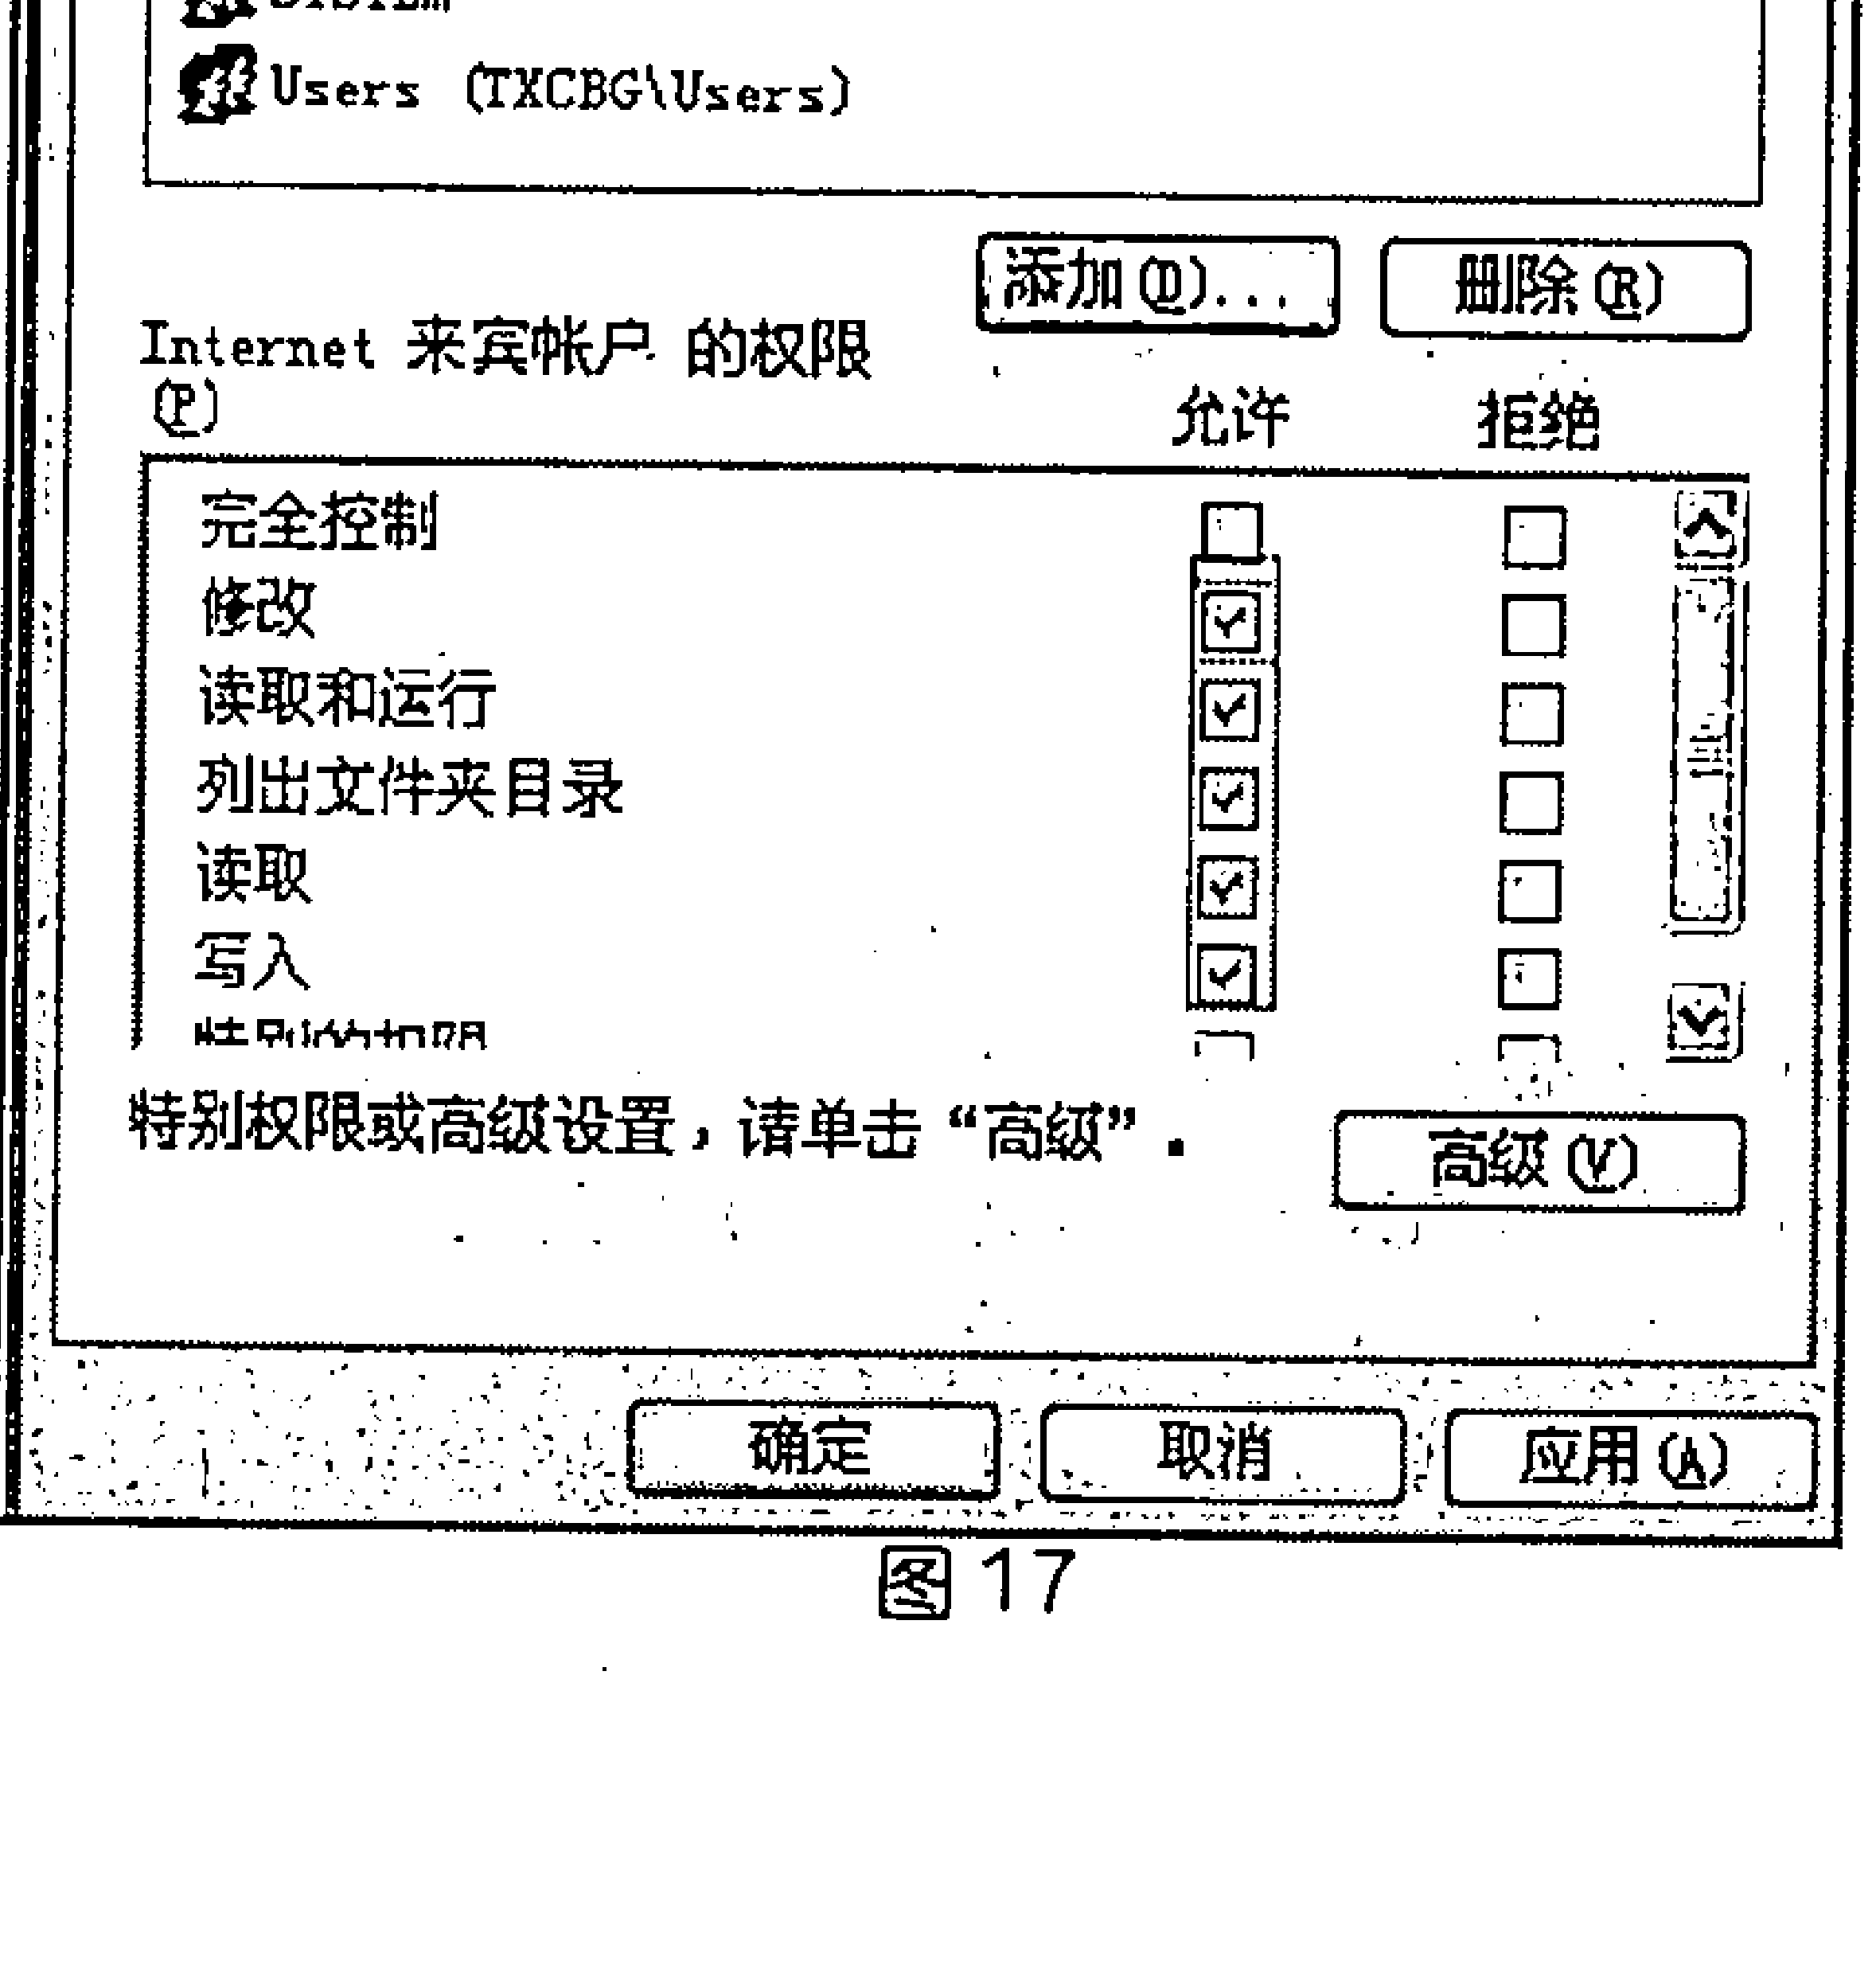 Users (TXCBG\Users)
添加(D)... 删除(R)
Internet 来宾帐户 的权限
(P)
允许 拒绝
完全控制
修改
读取和运行
列出文件夹目录
读取
写入
特别权限或高级设置，请单击“高级”.
高级(V)
确定 取消 应用(A)
图 17